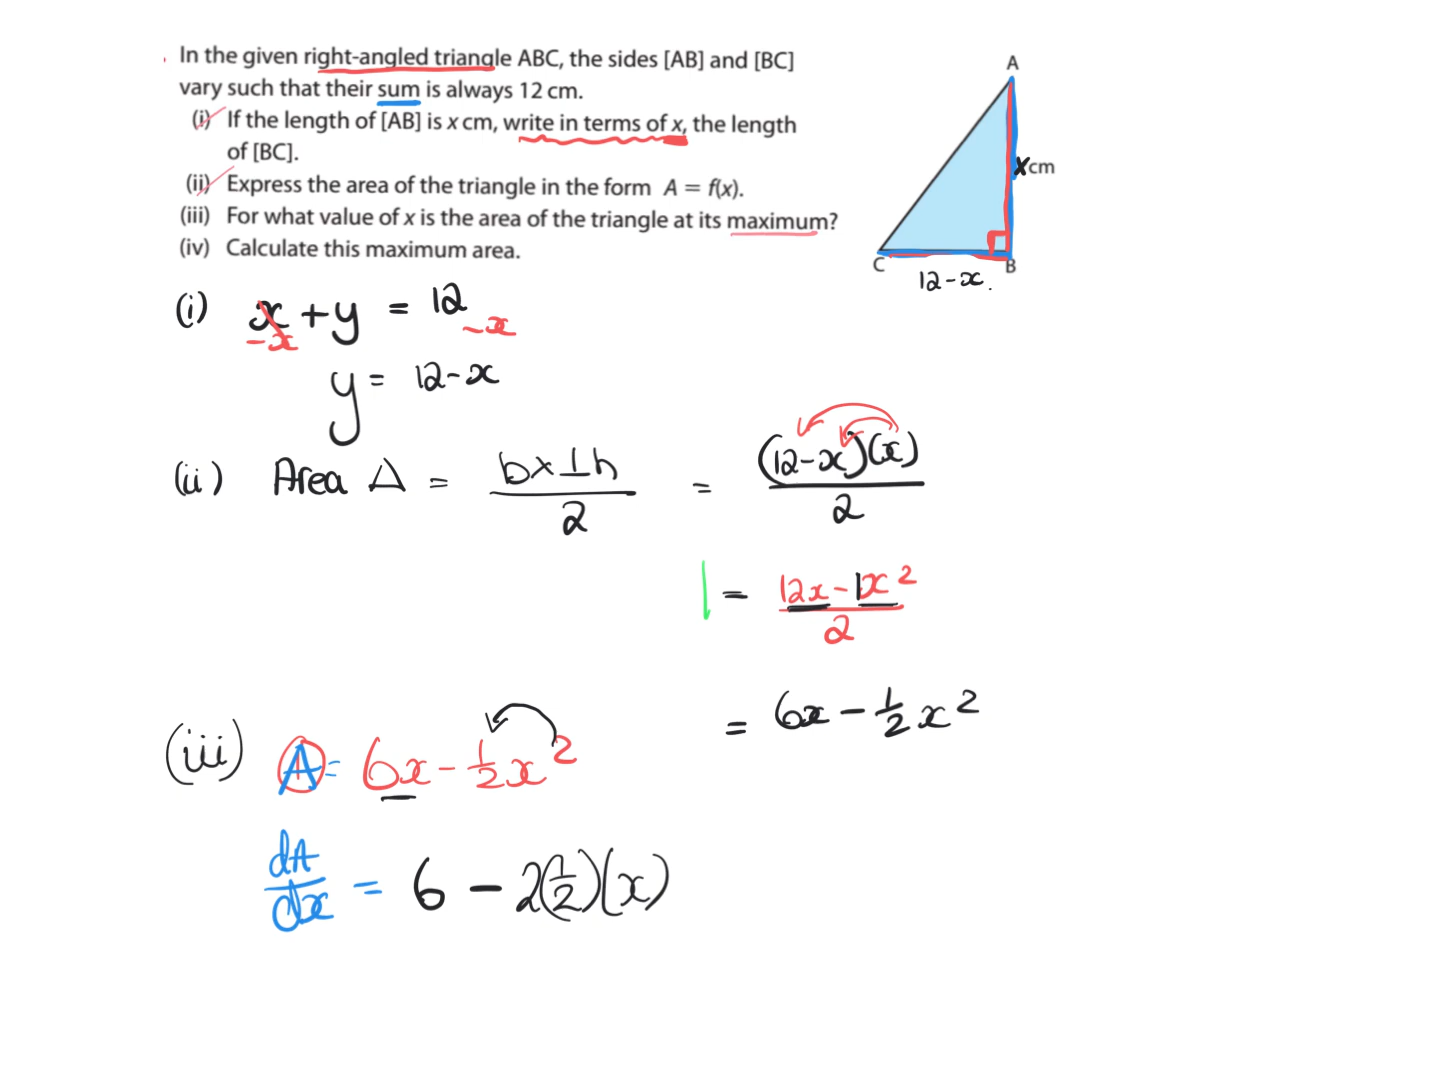 In the given right-angled triangle ABC, the sides [AB] and [BC]
vary such that their sum is always 12 cm.
(i) If the length of [AB] is x cm, write in terms of x, the length
of [BC].
(ii) Express the area of the triangle in the form A = f(x).
(iii) For what value of x is the area of the triangle at its maximum?
(iv) Calculate this maximum area.
A
x cm
C
B
12-x.
(i) x + y = 12
-x -x
y = 12-x
(ii) Area Δ = b×⊥h/2 = (12-x)(x)/2
= 12x-1x²/2
= 6x - 1/2 x²
(iii) A = 6x - 1/2 x²
dA/dx = 6 - 2(1/2)(x)